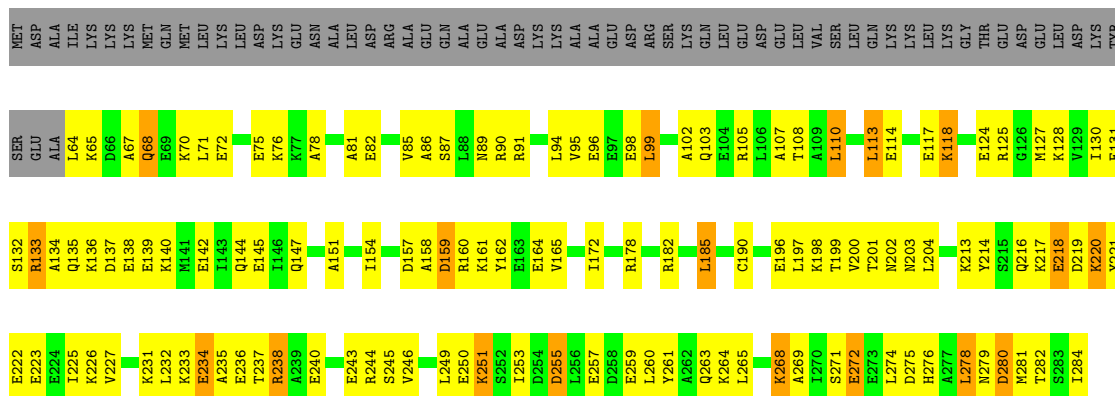 MET ASP ALA ILE LYS LYS LYS MET GLN MET LEU LYS LEU ASP LYS GLU ASN ALA LEU ASP ARG ALA GLU GLN ALA GLU ALA ASP LYS LYS ALA ALA GLU ASP ARG SER LYS GLN LEU GLU ASP GLU LEU VAL SER LEU GLN LYS LYS LEU LYS GLY THR GLU ASP GLU LEU ASP LYS TYR
SER GLU ALA L64 K65 D66 A67 Q68 E69 K70 L71 E72 E75 K76 K77 A78 A81 E82 V85 A86 S87 L88 N89 R90 R91 L94 V95 E96 E97 E98 L99 A102 Q103 E104 R105 L106 A107 T108 A109 L110 L113 E114 E117 K118 E124 R125 G126 M127 K128 V129 I130 E131
S132 R133 A134 Q135 K136 D137 E138 E139 K140 M141 E142 I143 Q144 E145 I146 Q147 A151 I154 D157 A158 D159 R160 K161 Y162 E163 E164 V165 I172 R178 R182 L185 C190 E196 L197 K198 T199 V200 T201 N202 N203 L204 K213 Y214 S215 Q216 K217 E218 D219 K220 Y221
E222 E223 E224 I225 K226 V227 K231 L232 K233 E234 A235 E236 T237 R238 A239 E240 E243 R244 S245 V246 L249 E250 K251 S252 I253 D254 D255 L256 E257 D258 E259 L260 Y261 A262 Q263 K264 L265 K268 A269 I270 S271 E272 E273 L274 D275 H276 A277 L278 N279 D280 M281 T282 S283 I284